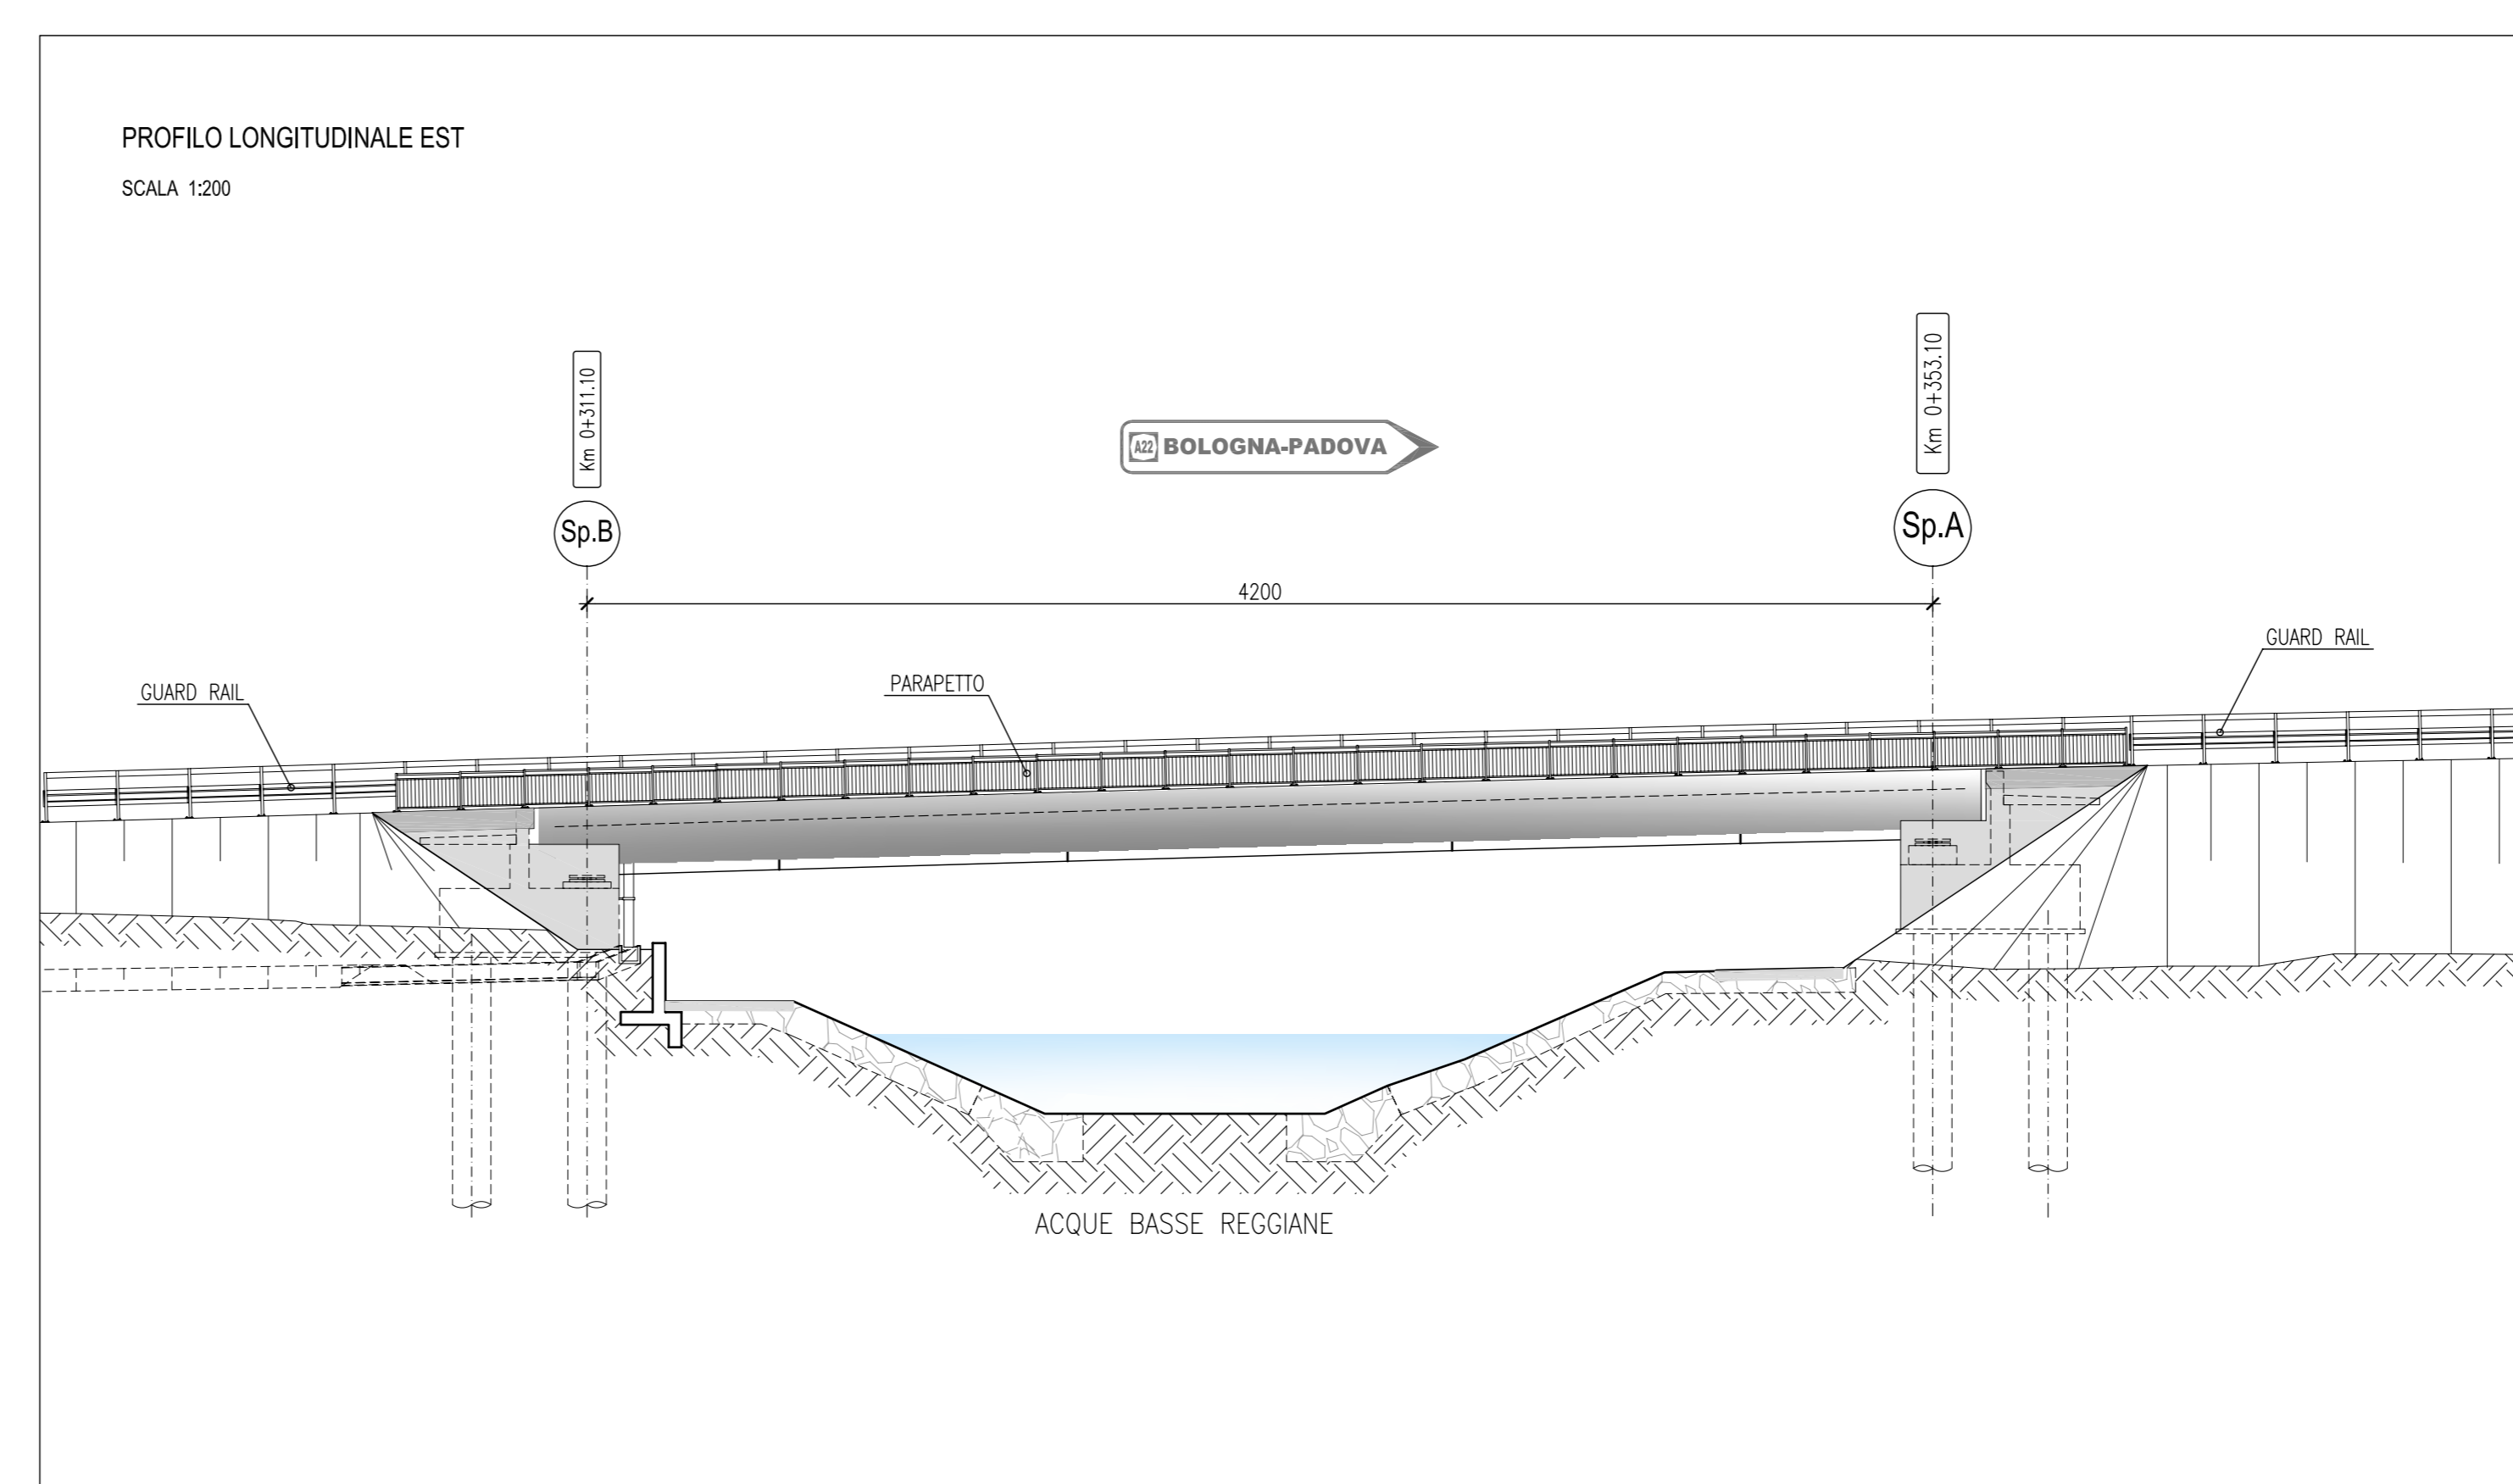 PROFILO LONGITUDINALE EST
SCALA 1:200
Km 0+311.10
Km 0+353.10
A22 BOLOGNA-PADOVA
Sp.B
Sp.A
4200
GUARD RAIL
PARAPETTO
GUARD RAIL
ACQUE BASSE REGGIANE